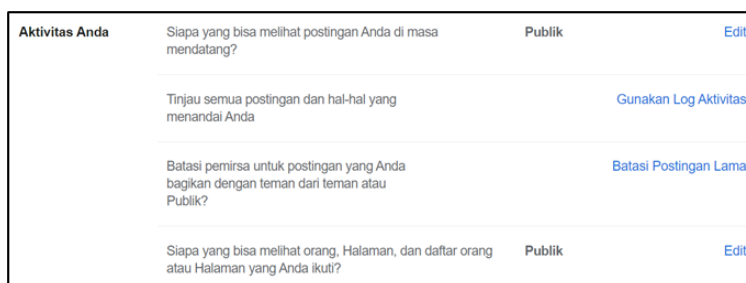 Aktivitas Anda
Siapa yang bisa melihat postingan Anda di masa
mendatang?
Publik
Edit
Tinjau semua postingan dan hal-hal yang
menandai Anda
Gunakan Log Aktivitas
Batasi pemirsa untuk postingan yang Anda
bagikan dengan teman dari teman atau
Publik?
Batasi Postingan Lama
Siapa yang bisa melihat orang, Halaman, dan daftar orang
atau Halaman yang Anda ikuti?
Publik
Edit